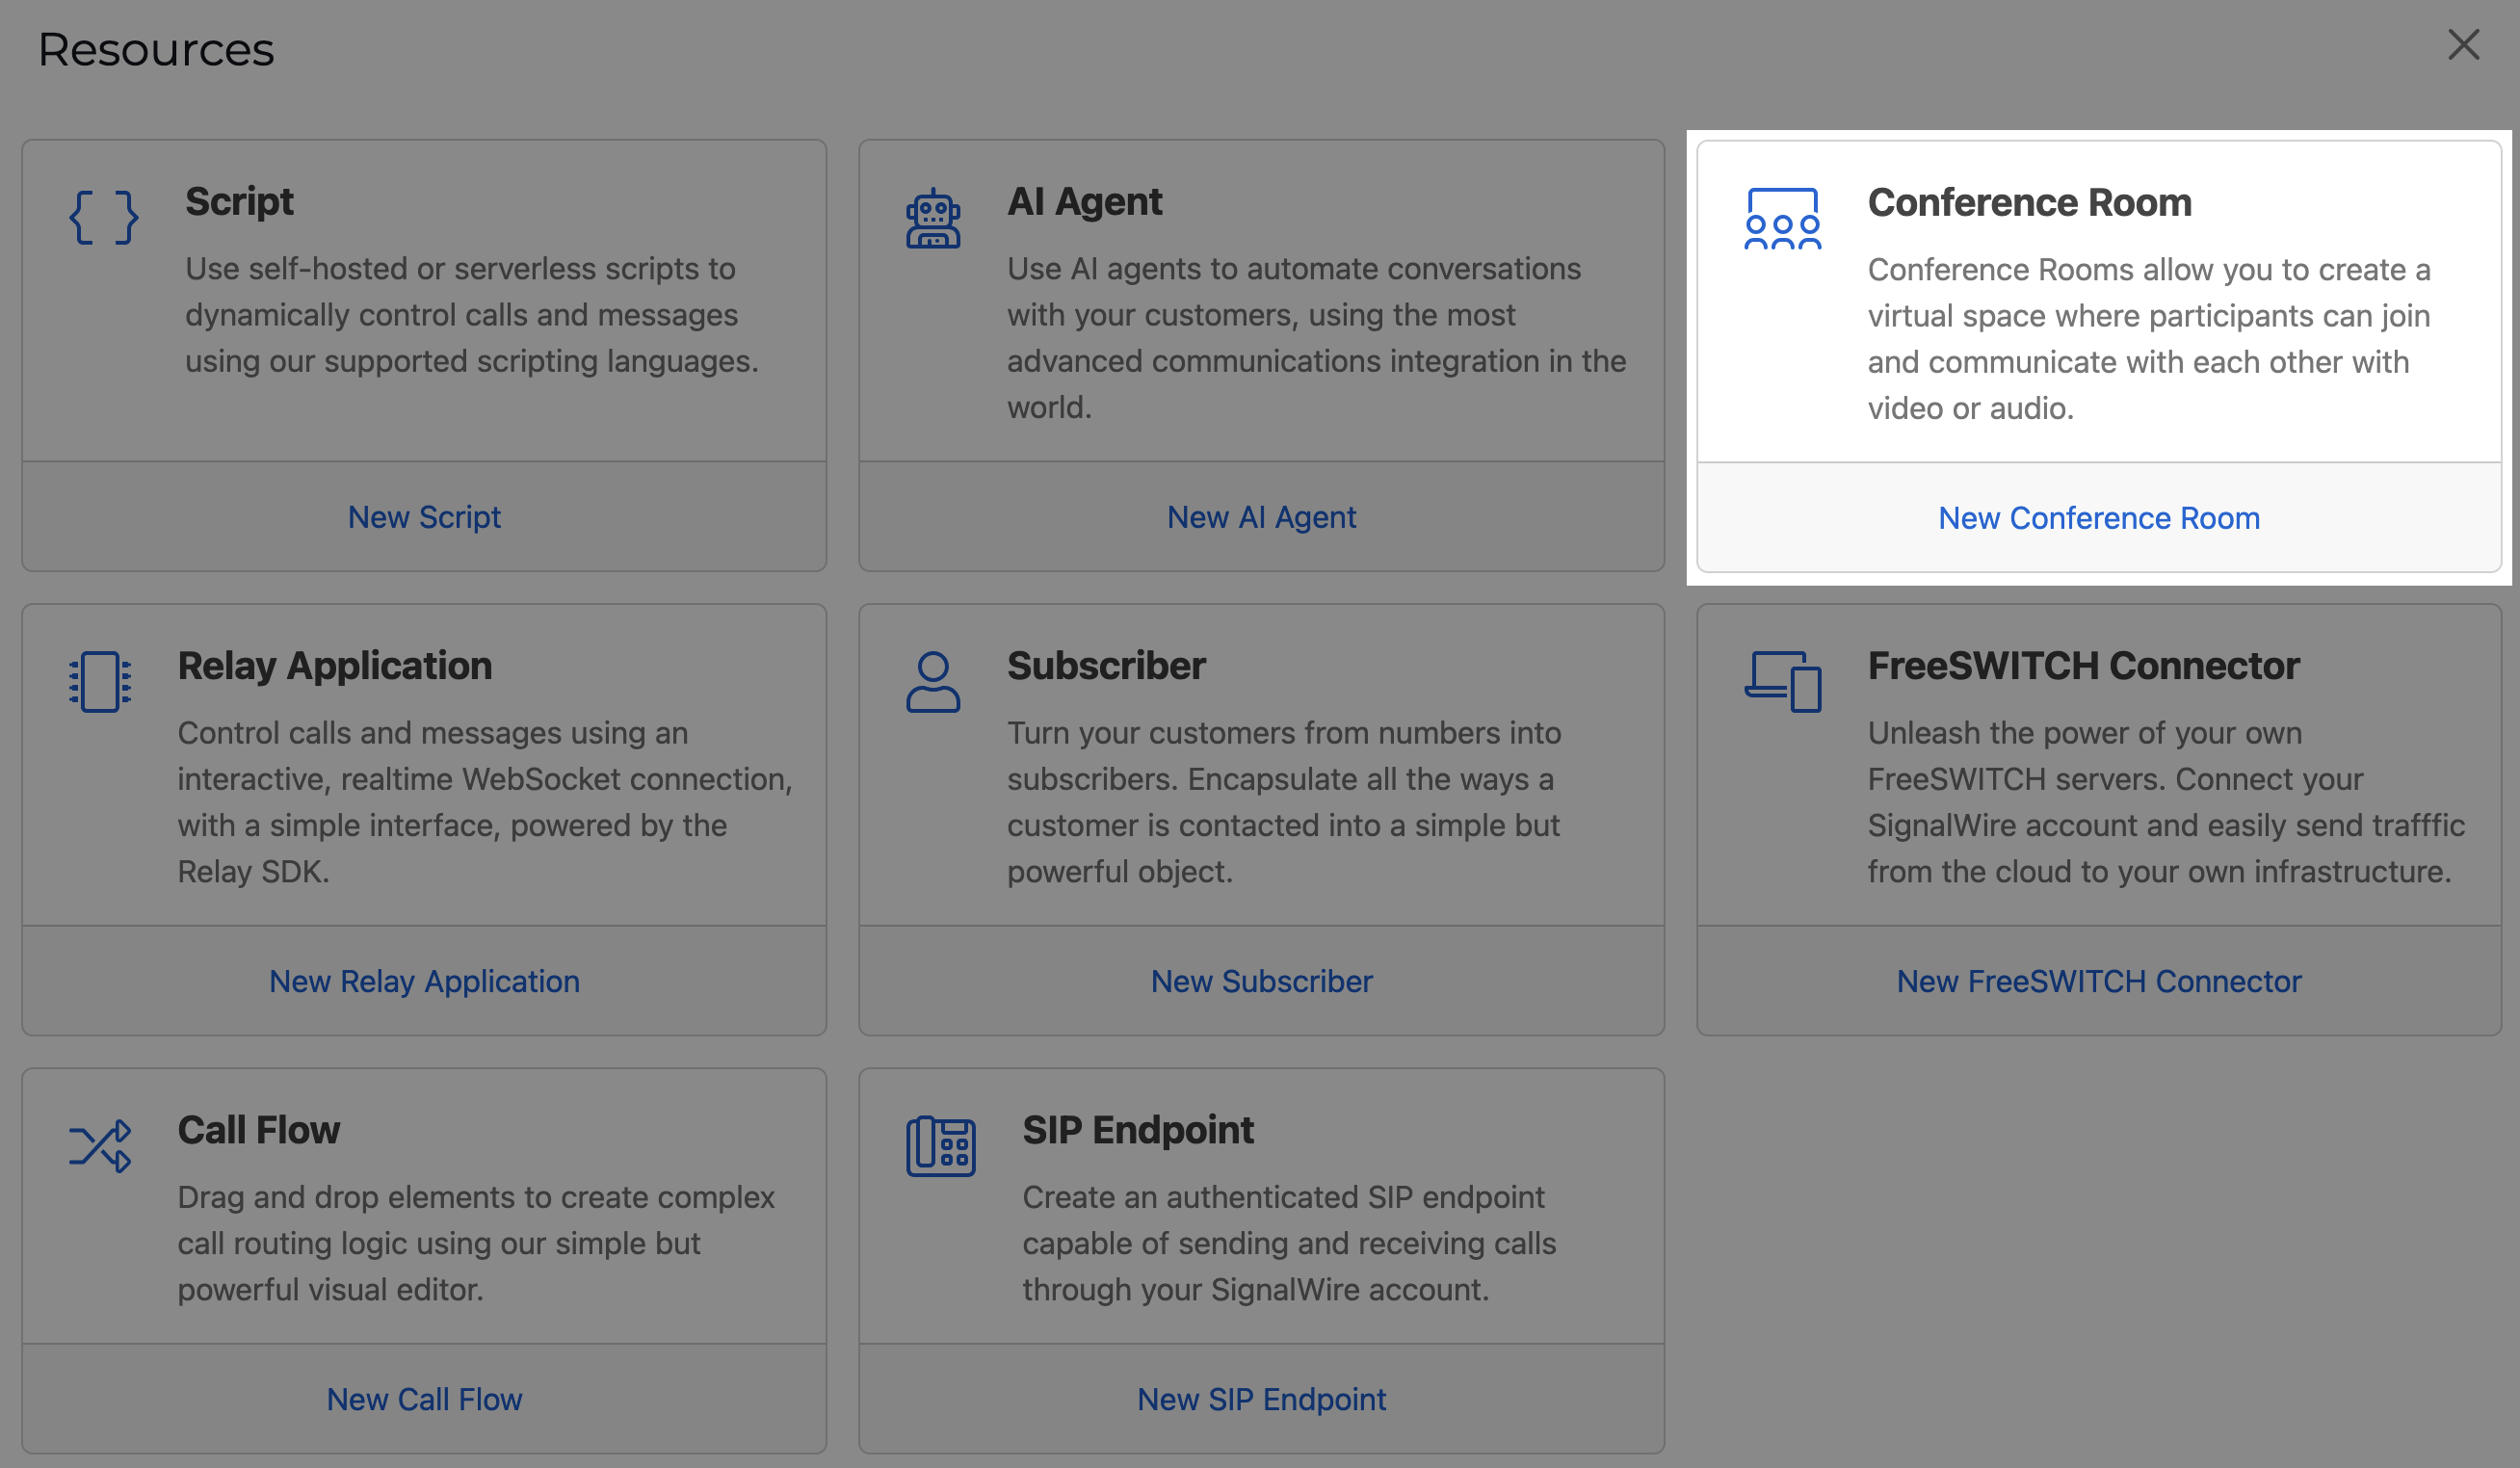 Resources
Script
Use self-hosted or serverless scripts to
dynamically control calls and messages
using our supported scripting languages.
New Script
AI Agent
Use AI agents to automate conversations
with your customers, using the most
advanced communications integration in the
world.
New AI Agent
Conference Room
Conference Rooms allow you to create a
virtual space where participants can join
and communicate with each other with
video or audio.
New Conference Room
Relay Application
Control calls and messages using an
interactive, realtime WebSocket connection,
with a simple interface, powered by the
Relay SDK.
New Relay Application
Subscriber
Turn your customers from numbers into
subscribers. Encapsulate all the ways a
customer is contacted into a simple but
powerful object.
New Subscriber
FreeSWITCH Connector
Unleash the power of your own
FreeSWITCH servers. Connect your
SignalWire account and easily send trafffic
from the cloud to your own infrastructure.
New FreeSWITCH Connector
Call Flow
Drag and drop elements to create complex
call routing logic using our simple but
powerful visual editor.
New Call Flow
SIP Endpoint
Create an authenticated SIP endpoint
capable of sending and receiving calls
through your SignalWire account.
New SIP Endpoint